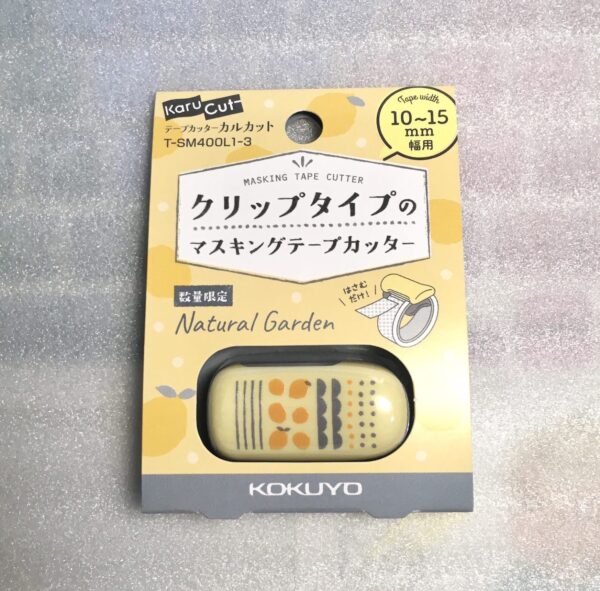 Karu Cut
テープカッターカルカット
T-SM400L1-3
Tape width
10~15
mm
幅用
MASKING TAPE CUTTER
クリップタイプの
マスキングテープカッター
数量限定
Natural Garden
はさむ
だけ!
KOKUYO